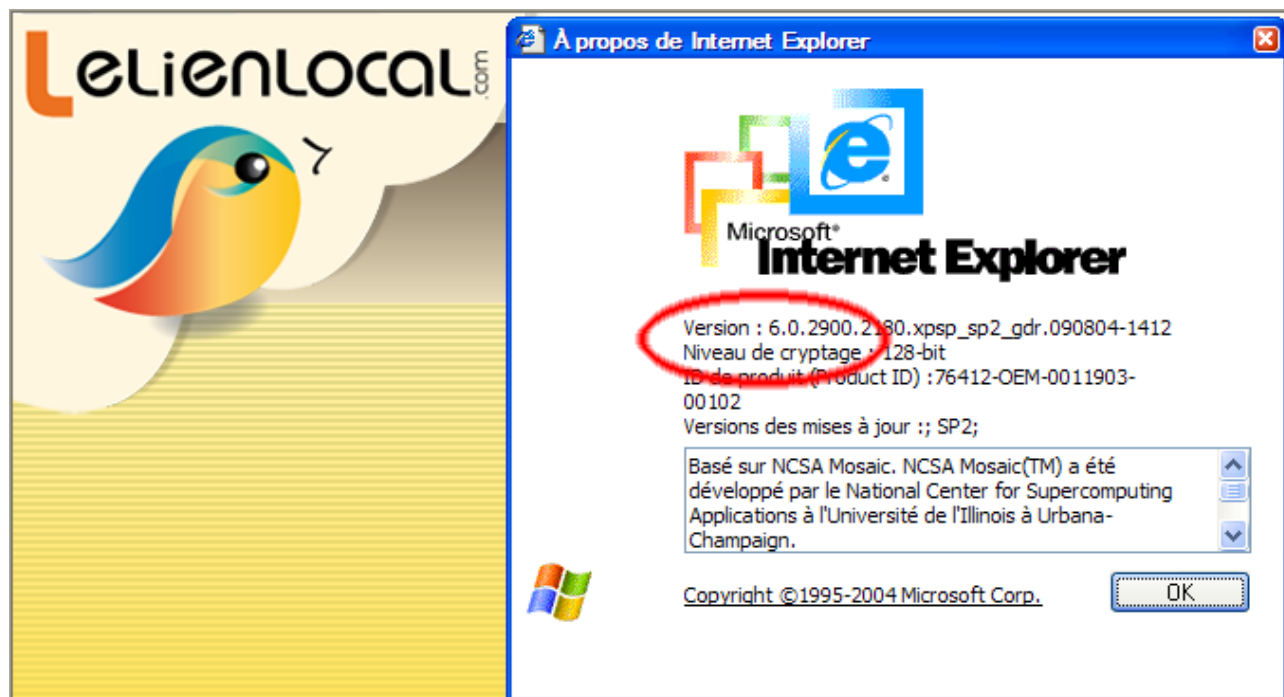 Lelienlocal
.com
À propos de Internet Explorer
Microsoft®
Internet Explorer
Version : 6.0.2900.2180.xpsp_sp2_gdr.090804-1412
Niveau de cryptage : 128-bit
ID de produit (Product ID) :76412-OEM-0011903-
00102
Versions des mises à jour :; SP2;
Basé sur NCSA Mosaic. NCSA Mosaic(TM) a été
développé par le National Center for Supercomputing
Applications à l'Université de l'Illinois à Urbana-
Champaign.
Copyright ©1995-2004 Microsoft Corp.
OK